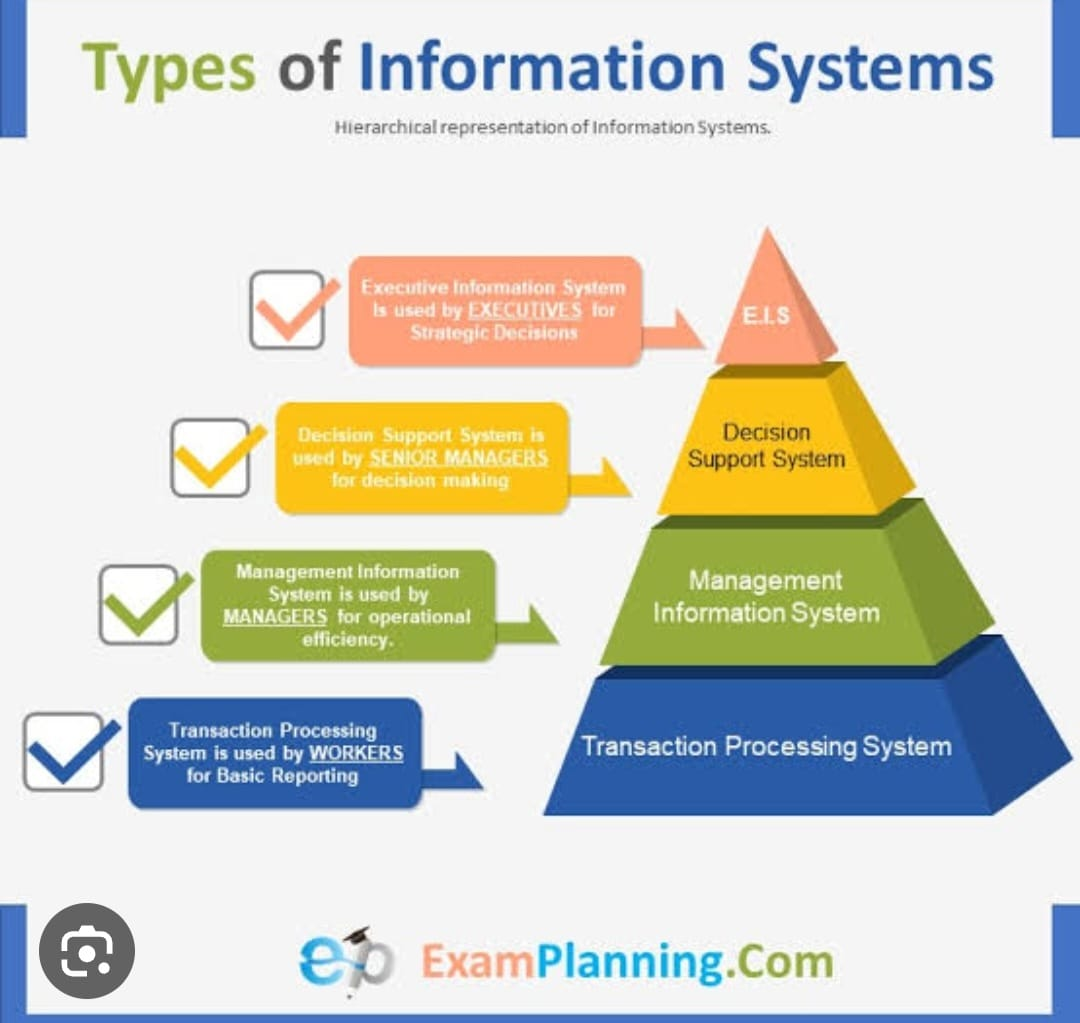 Types of Information Systems
Hierarchical representation of Information Systems.
Executive Information System
Is used by EXECUTIVES for
Strategic Decisions
E.I.S
Decision Support System is
used by SENIOR MANAGERS
for decision making
Decision
Support System
Management Information
System is used by
MANAGERS for operational
efficiency.
Management
Information System
Transaction Processing
System is used by WORKERS
for Basic Reporting
Transaction Processing System
ep ExamPlanning.Com